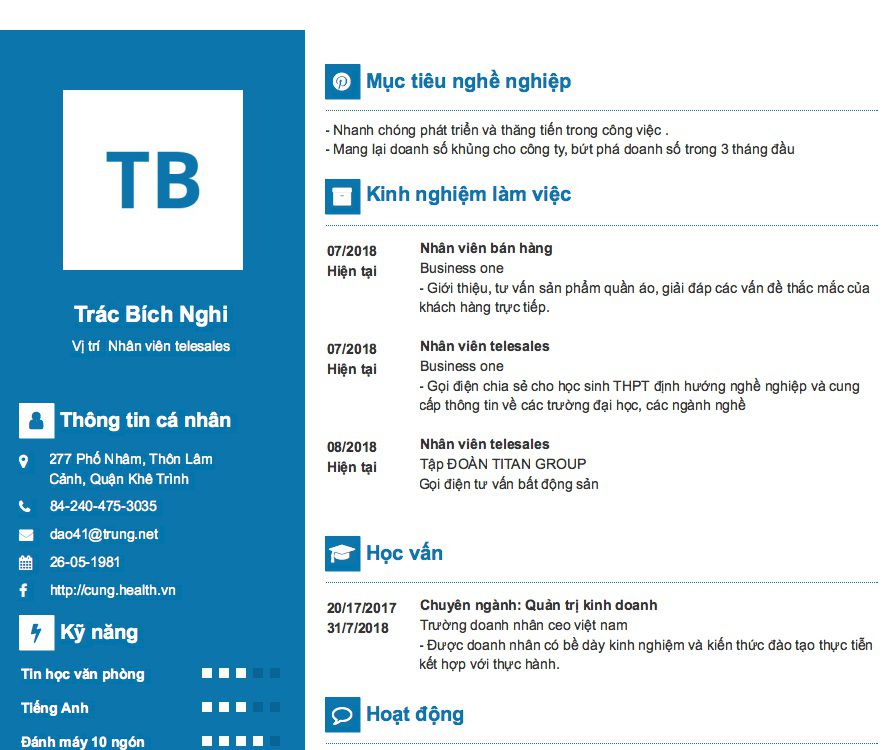 TB
Trác Bích Nghi
Vị trí Nhân viên telesales
Thông tin cá nhân
277 Phố Nhâm, Thôn Lâm
Cảnh, Quận Khê Trình
84-240-475-3035
dao41@trung.net
26-05-1981
http://cung.health.vn
Kỹ năng
Tin học văn phòng
Tiếng Anh
Đánh máy 10 ngón
Mục tiêu nghề nghiệp
- Nhanh chóng phát triển và thăng tiến trong công việc .
- Mang lại doanh số khủng cho công ty, bứt phá doanh số trong 3 tháng đầu
Kinh nghiệm làm việc
07/2018
Hiện tại
Nhân viên bán hàng
Business one
- Giới thiệu, tư vấn sản phẩm quần áo, giải đáp các vấn đề thắc mắc của
khách hàng trực tiếp.
07/2018
Hiện tại
Nhân viên telesales
Business one
- Gọi điện chia sẻ cho học sinh THPT định hướng nghề nghiệp và cung
cấp thông tin về các trường đại học, các ngành nghề
08/2018
Hiện tại
Nhân viên telesales
Tập ĐOÀN TITAN GROUP
Gọi điện tư vấn bất động sản
Học vấn
20/17/2017
31/7/2018
Chuyên ngành: Quản trị kinh doanh
Trường doanh nhân ceo việt nam
- Được doanh nhân có bề dày kinh nghiệm và kiến thức đào tạo thực tiễn
kết hợp với thực hành.
Hoạt động